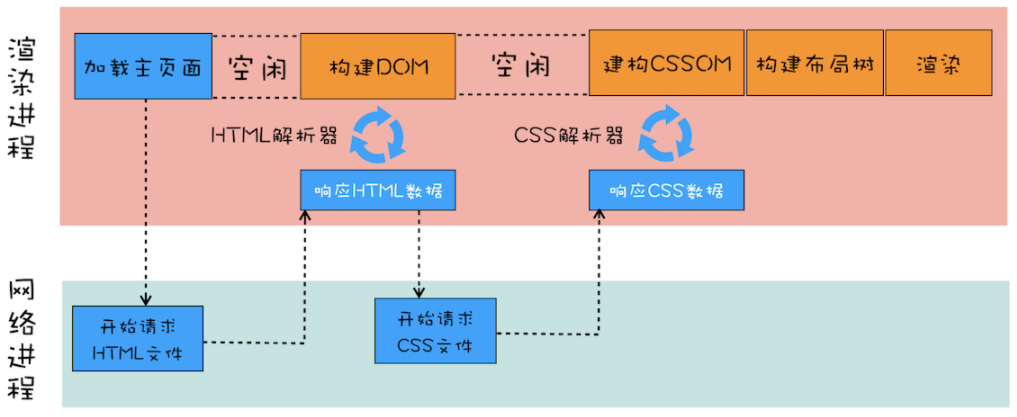 渲染进程
加载主页面
空闲
构建DOM
空闲
建构CSSOM
构建布局树
渲染
HTML解析器
CSS解析器
响应HTML数据
响应CSS数据
网络进程
开始请求
HTML文件
开始请求
CSS文件